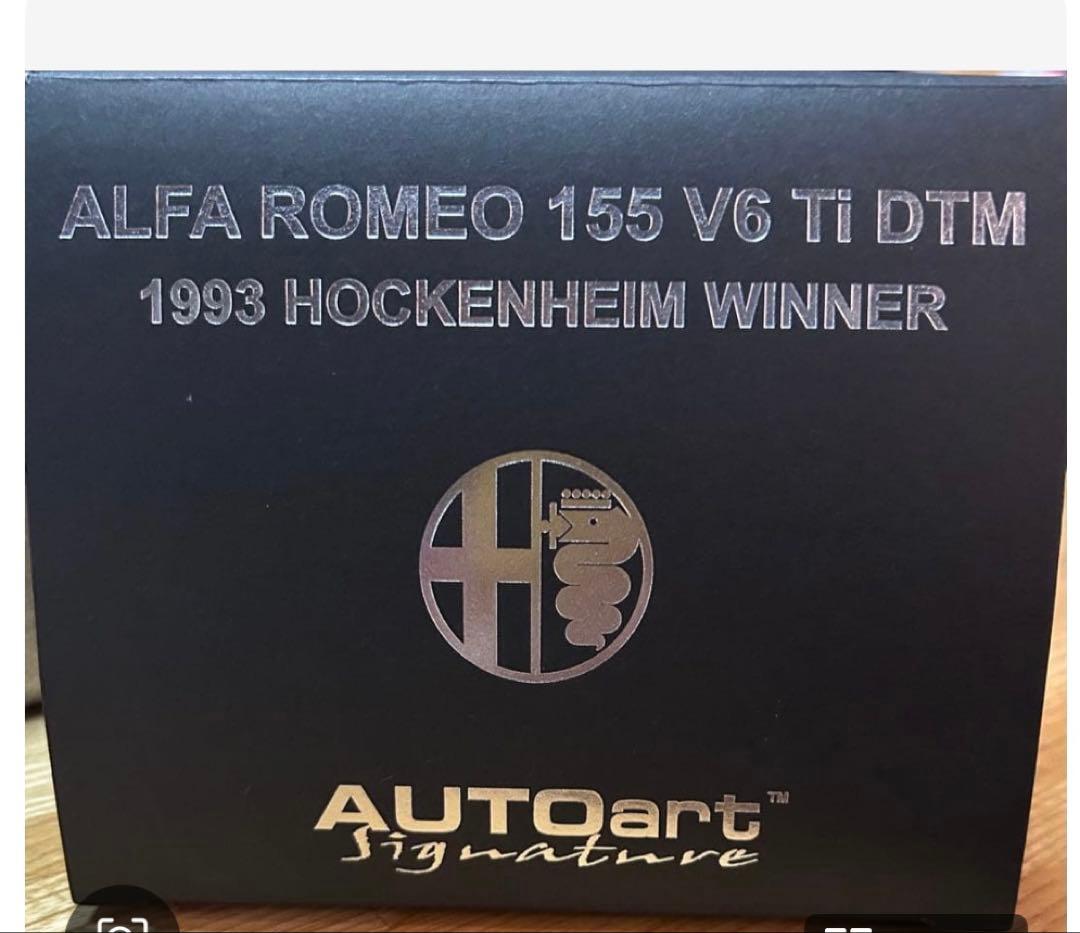 ALFA ROMEO 155 V6 Ti DTM
1993 HOCKENHEIM WINNER
AUTOart™
Signature